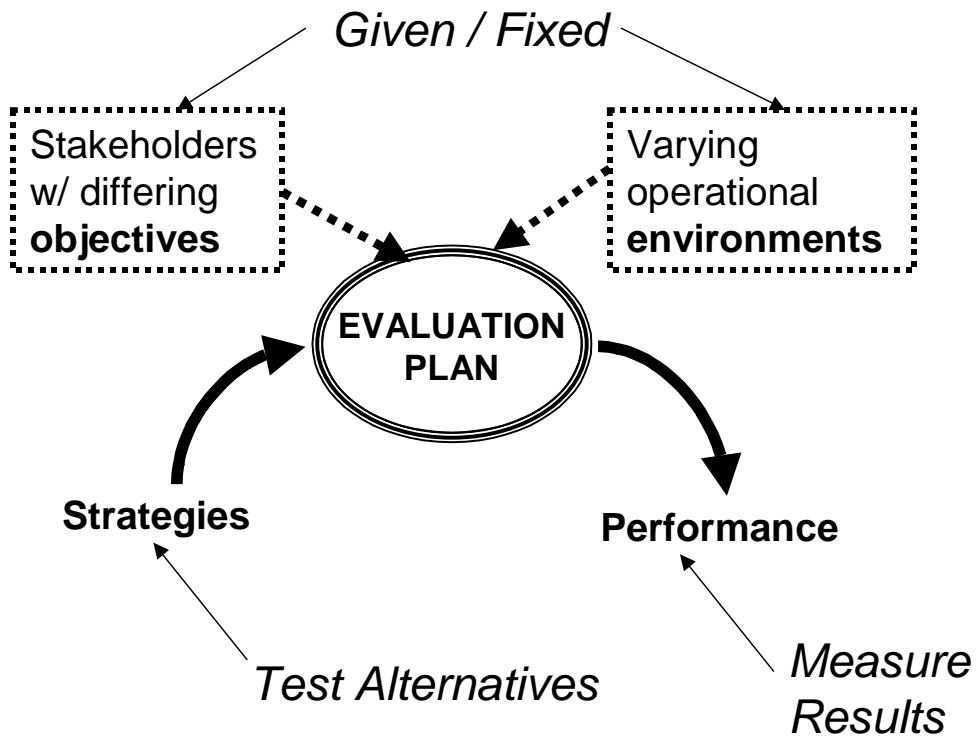 Given / Fixed
Stakeholders
w/ differing
objectives
Varying
operational
environments
EVALUATION
PLAN
Strategies
Performance
Test Alternatives
Measure
Results